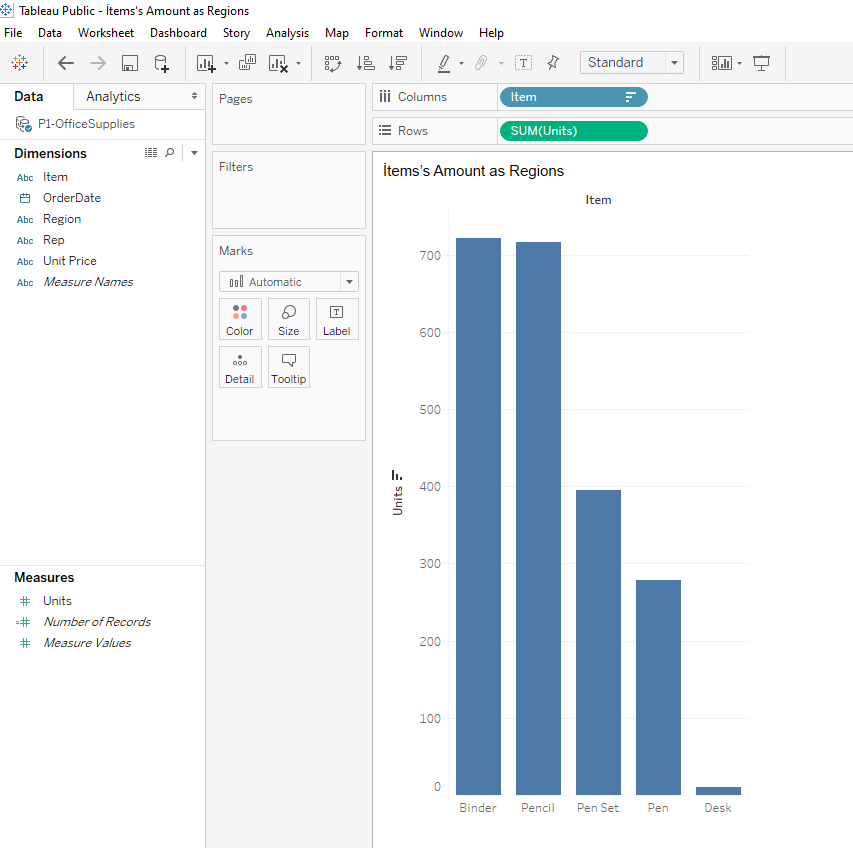 Tableau Public - İtems's Amount as Regions
File Data Worksheet Dashboard Story Analysis Map Format Window Help
T Standard
Data Analytics
P1-OfficeSupplies
Dimensions
Abc Item
OrderDate
Abc Region
Abc Rep
Abc Unit Price
Abc Measure Names
Measures
# Units
=# Number of Records
# Measure Values
Pages
Filters
Marks
Automatic
Color Size T Label
Detail Tooltip
Columns Item
Rows SUM(Units)
İtems's Amount as Regions
Item
Units
700
600
500
400
300
200
100
0
Binder Pencil Pen Set Pen Desk